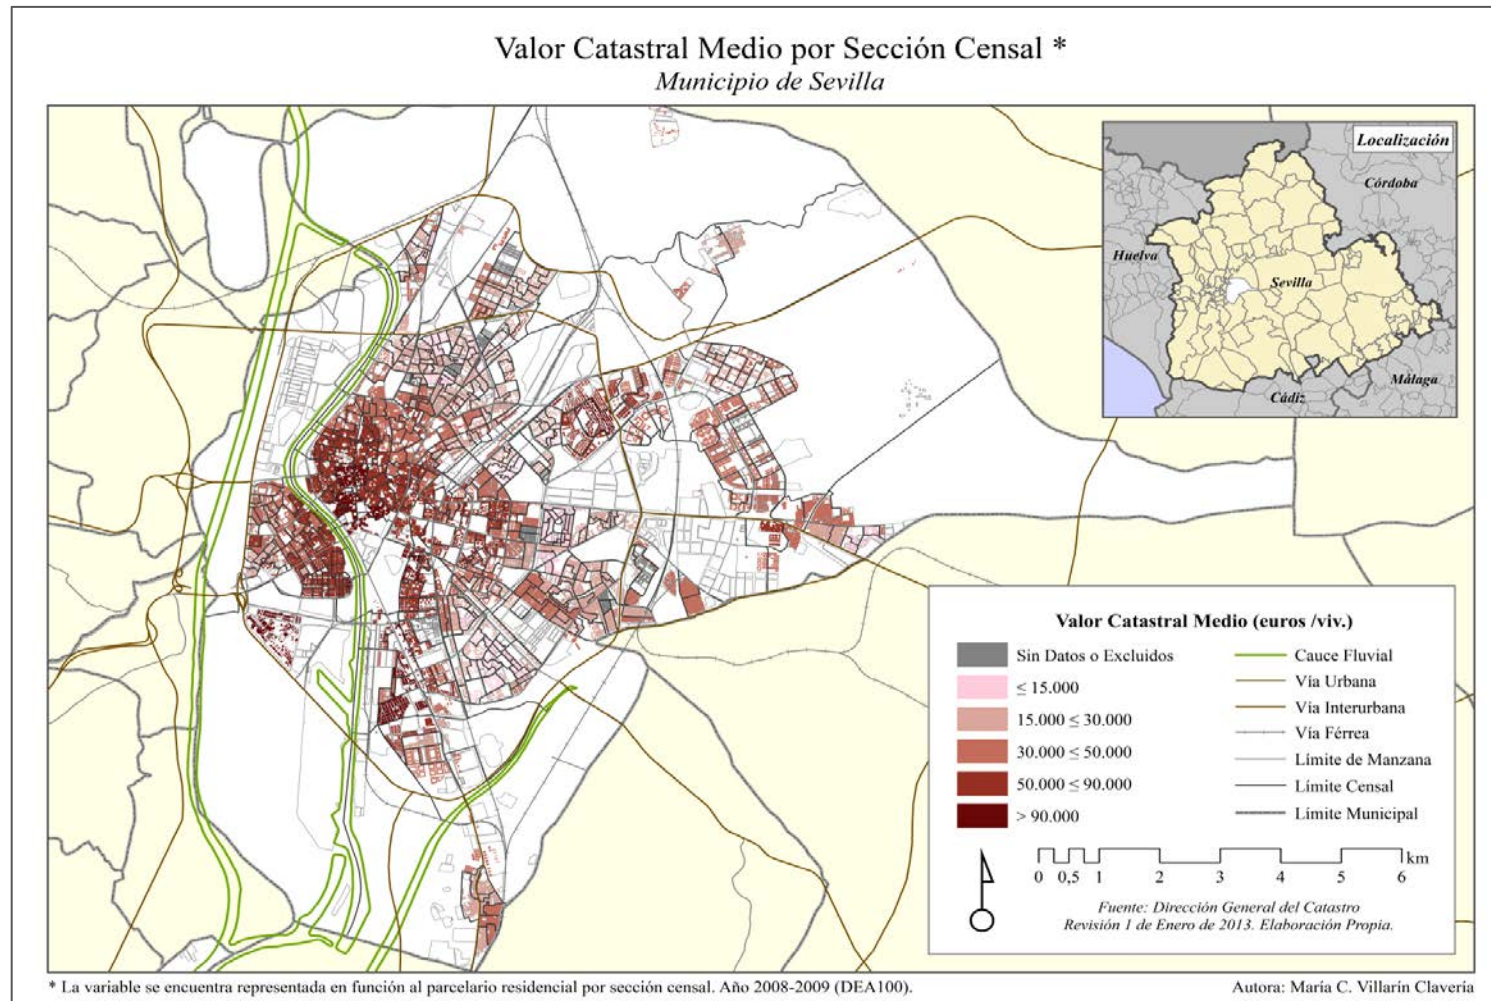 Valor Catastral Medio por Sección Censal *
Municipio de Sevilla
Localización
Córdoba
Huelva
Sevilla
Málaga
Cádiz
Valor Catastral Medio (euros /viv.)
Sin Datos o Excluidos
≤ 15.000
15.000 ≤ 30.000
30.000 ≤ 50.000
50.000 ≤ 90.000
> 90.000
Cauce Fluvial
Vía Urbana
Vía Interurbana
Vía Férrea
Límite de Manzana
Límite Censal
Límite Municipal
km
0 0,5 1 2 3 4 5 6
Fuente: Dirección General del Catastro
Revisión 1 de Enero de 2013. Elaboración Propia.
* La variable se encuentra representada en función al parcelario residencial por sección censal. Año 2008-2009 (DEA100).
Autora: María C. Villarín Clavería